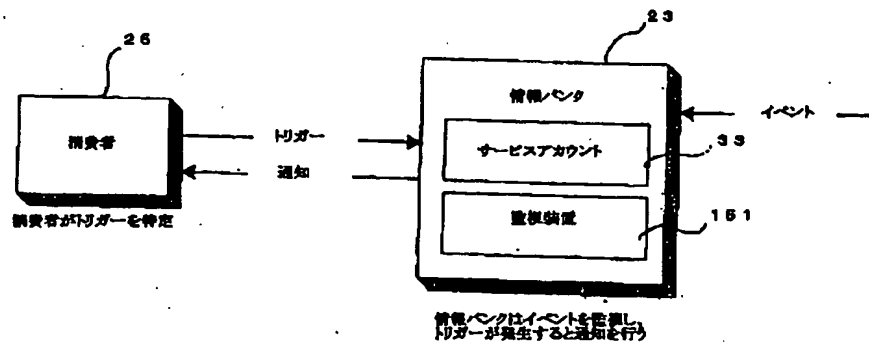 26
23
消費者
トリガー
通知
情報バンク
イベント
サービスアカウント
33
監視装置
161
消費者がトリガーを特定
情報バンクはイベントを監視し、
トリガーが発生すると通知を行う